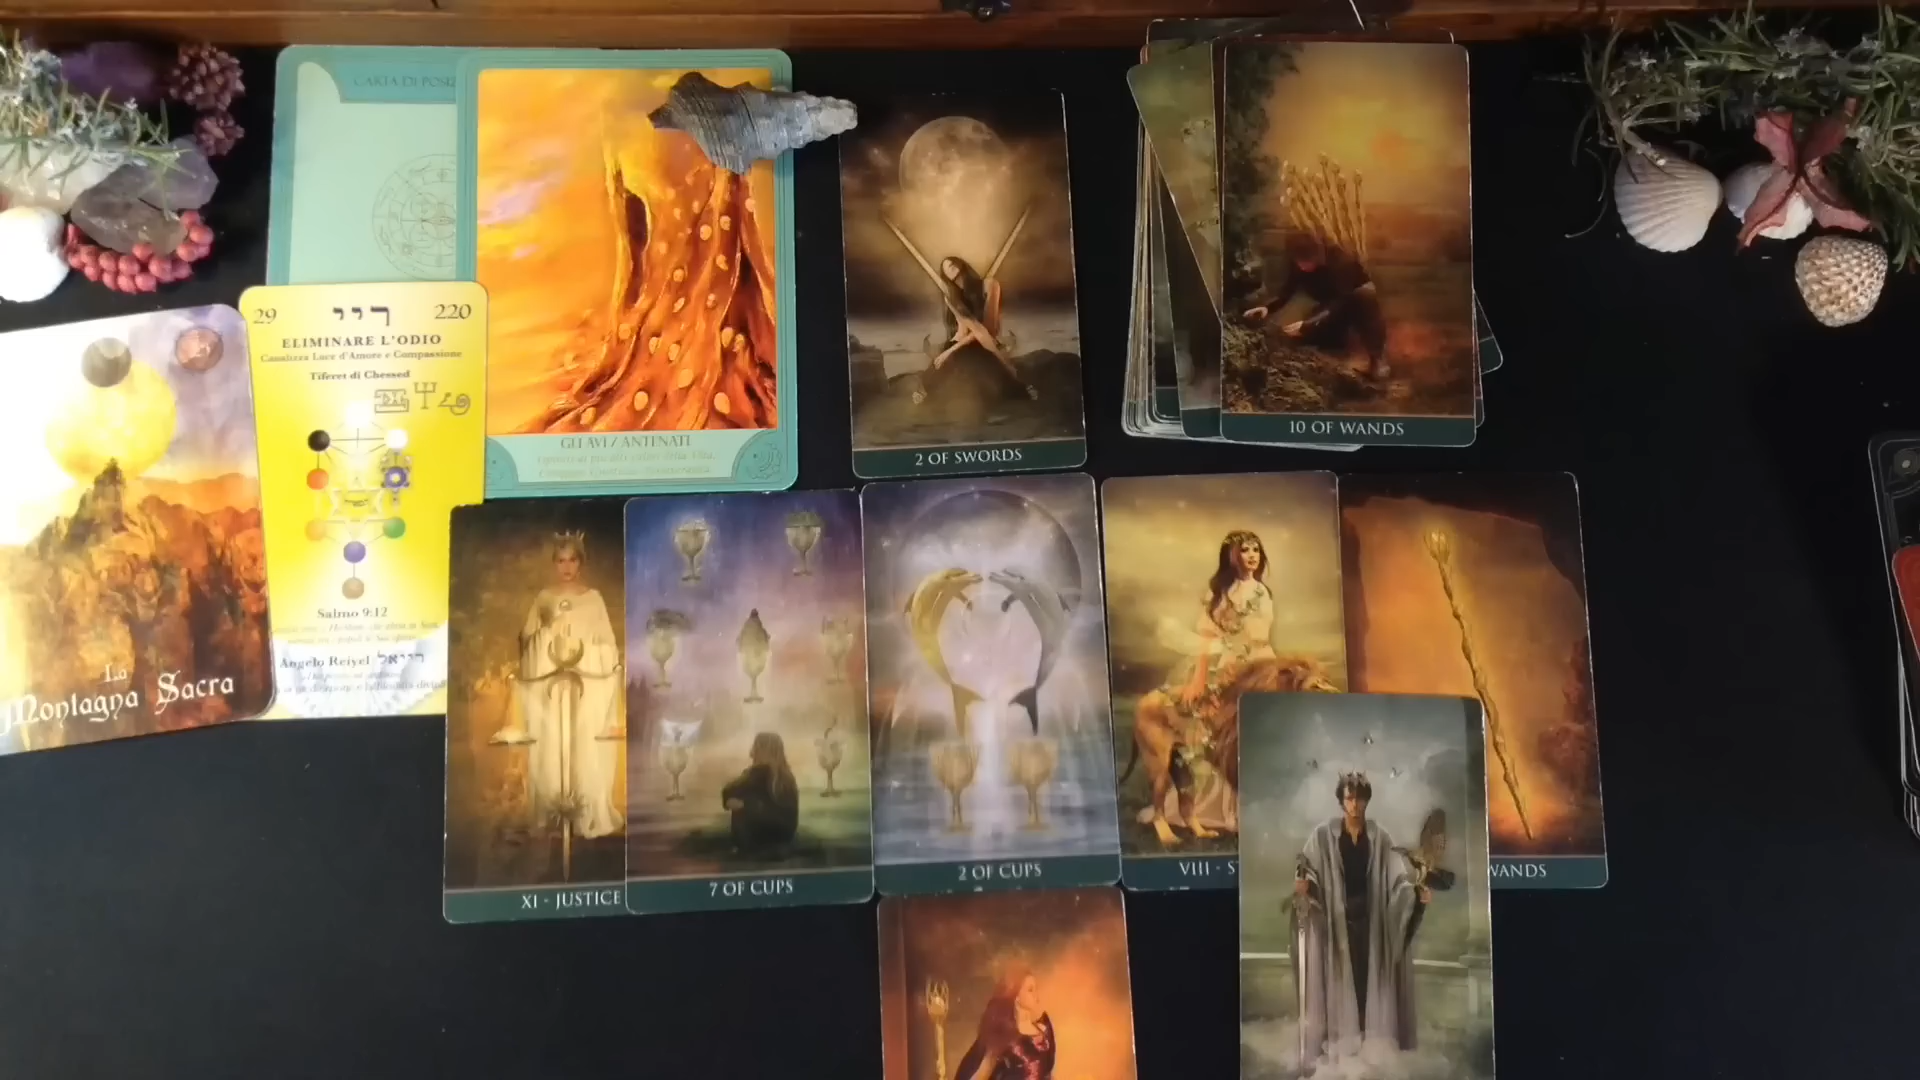 CARTA DI
GLI AVI / ANTENATI
29 ריי 220
ELIMINARE L'ODIO
Canalizza Luce d'Amore e Compassione
Tiferet di Chessed
Salmo 9:12
Angelo Reiyel רייאל
La
Montagna Sacra
2 OF SWORDS
10 OF WANDS
XI - JUSTICE
7 OF CUPS
2 OF CUPS
VIII - S
WANDS